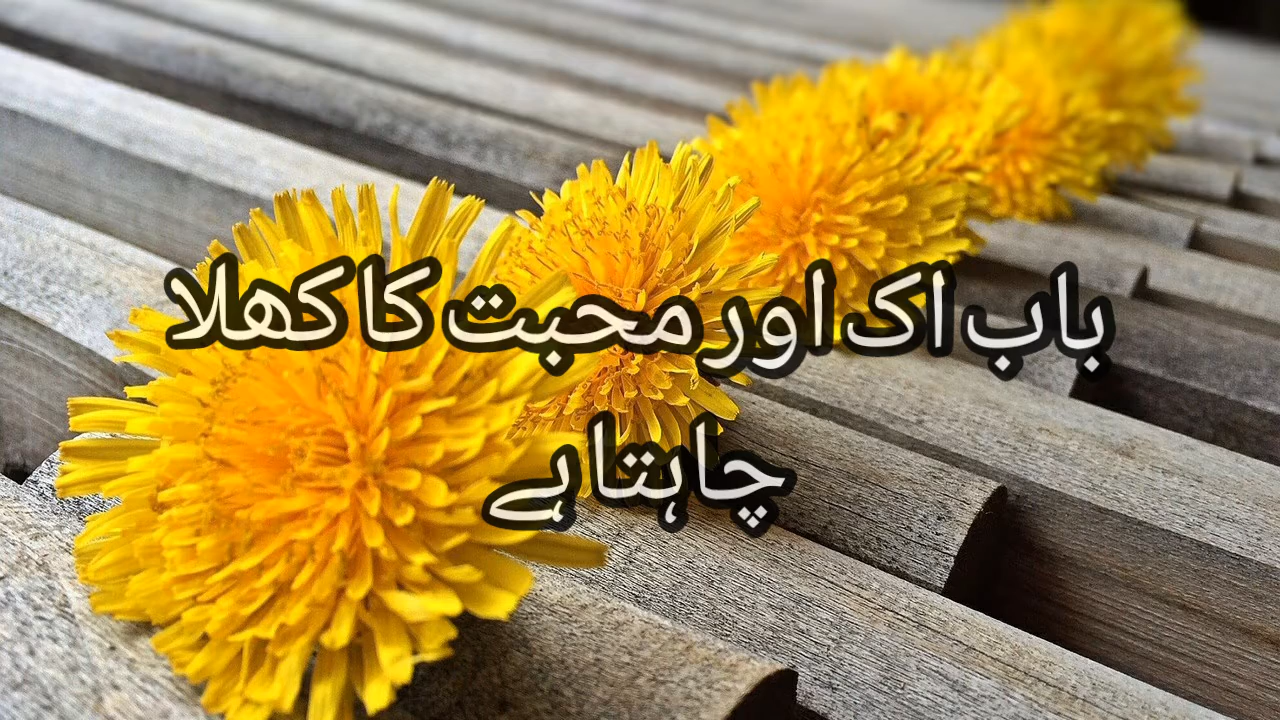 باب اک اور محبت کا کھلا
چاہتا ہے